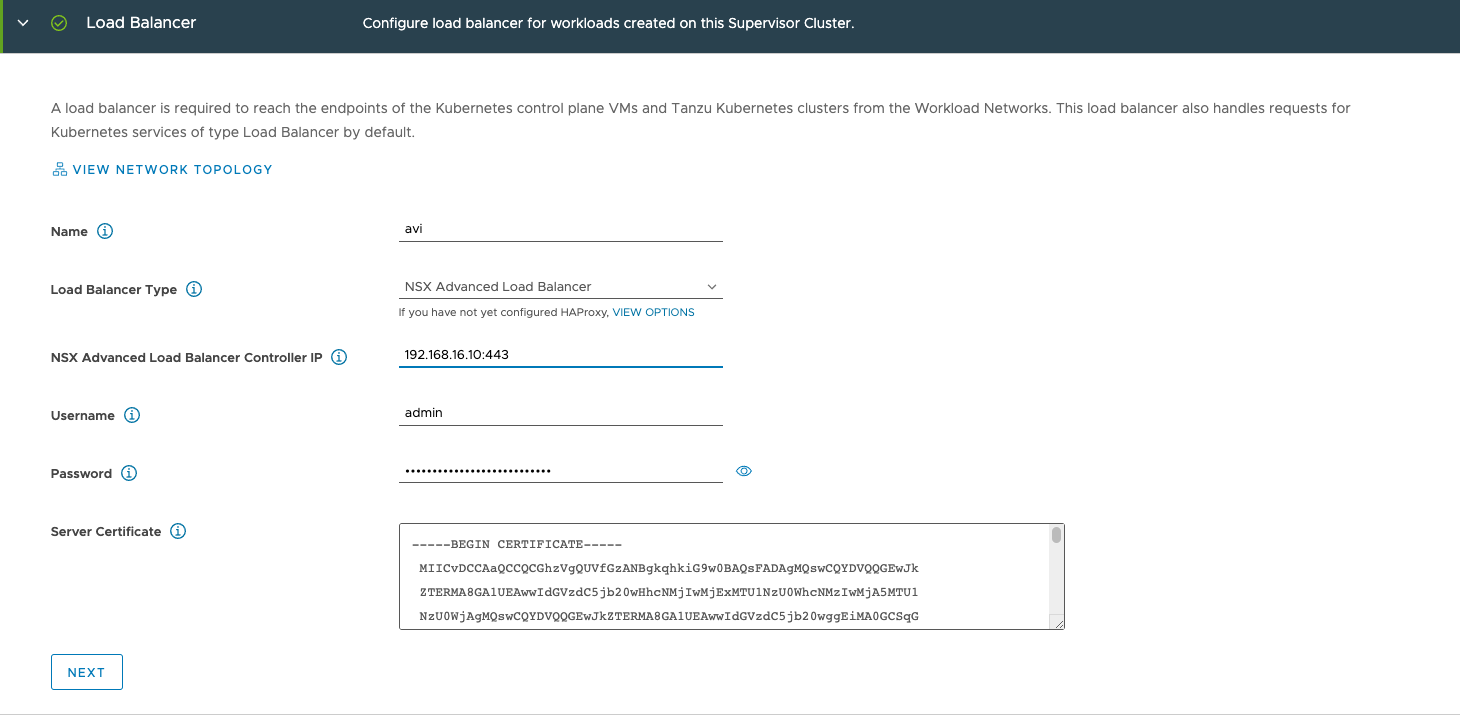 Load Balancer
Configure load balancer for workloads created on this Supervisor Cluster.
A load balancer is required to reach the endpoints of the Kubernetes control plane VMs and Tanzu Kubernetes clusters from the Workload Networks. This load balancer also handles requests for
Kubernetes services of type Load Balancer by default.
VIEW NETWORK TOPOLOGY
Name
avi
Load Balancer Type
NSX Advanced Load Balancer
If you have not yet configured HAProxy, VIEW OPTIONS
NSX Advanced Load Balancer Controller IP
192.168.16.10:443
Username
admin
Password
•••••••••••••••••••••••••••
Server Certificate
-----BEGIN CERTIFICATE-----
MIICvDCCAaQCCQCGhzVgQUVfGzANBgkqhkiG9w0BAQsFADAgMQswCQYDVQQGEwJk
ZTERMA8GA1UEAwwIdGVzdC5jb20wHhcNMjIwMjExMTU1NzU0WhcNMzIwMjA5MTU1
NzU0WjAgMQswCQYDVQQGEwJkZTERMA8GA1UEAwwIdGVzdC5jb20wggEiMA0GCSqG
NEXT